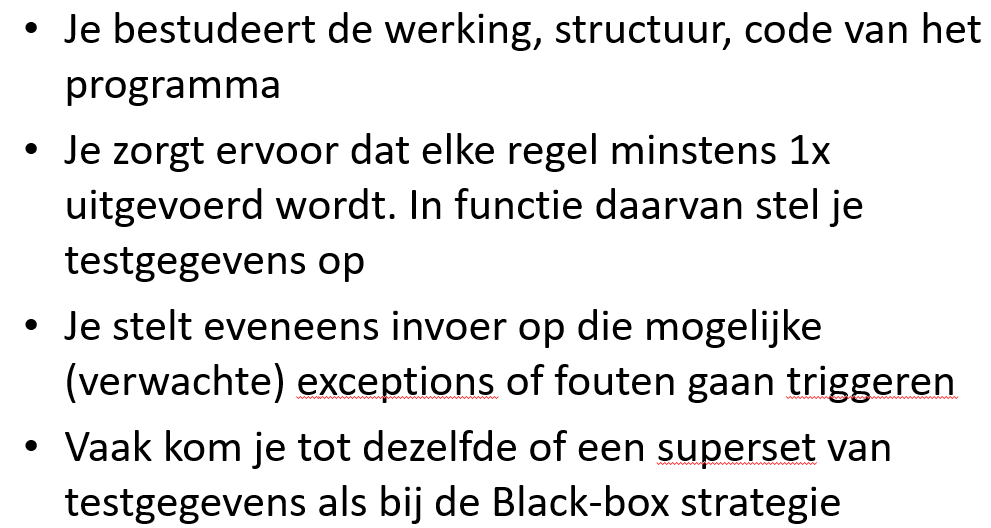 • Je bestudeert de werking, structuur, code van het
programma
• Je zorgt ervoor dat elke regel minstens 1x
uitgevoerd wordt. In functie daarvan stel je
testgegevens op
• Je stelt eveneens invoer op die mogelijke
(verwachte) exceptions of fouten gaan triggeren
• Vaak kom je tot dezelfde of een superset van
testgegevens als bij de Black-box strategie